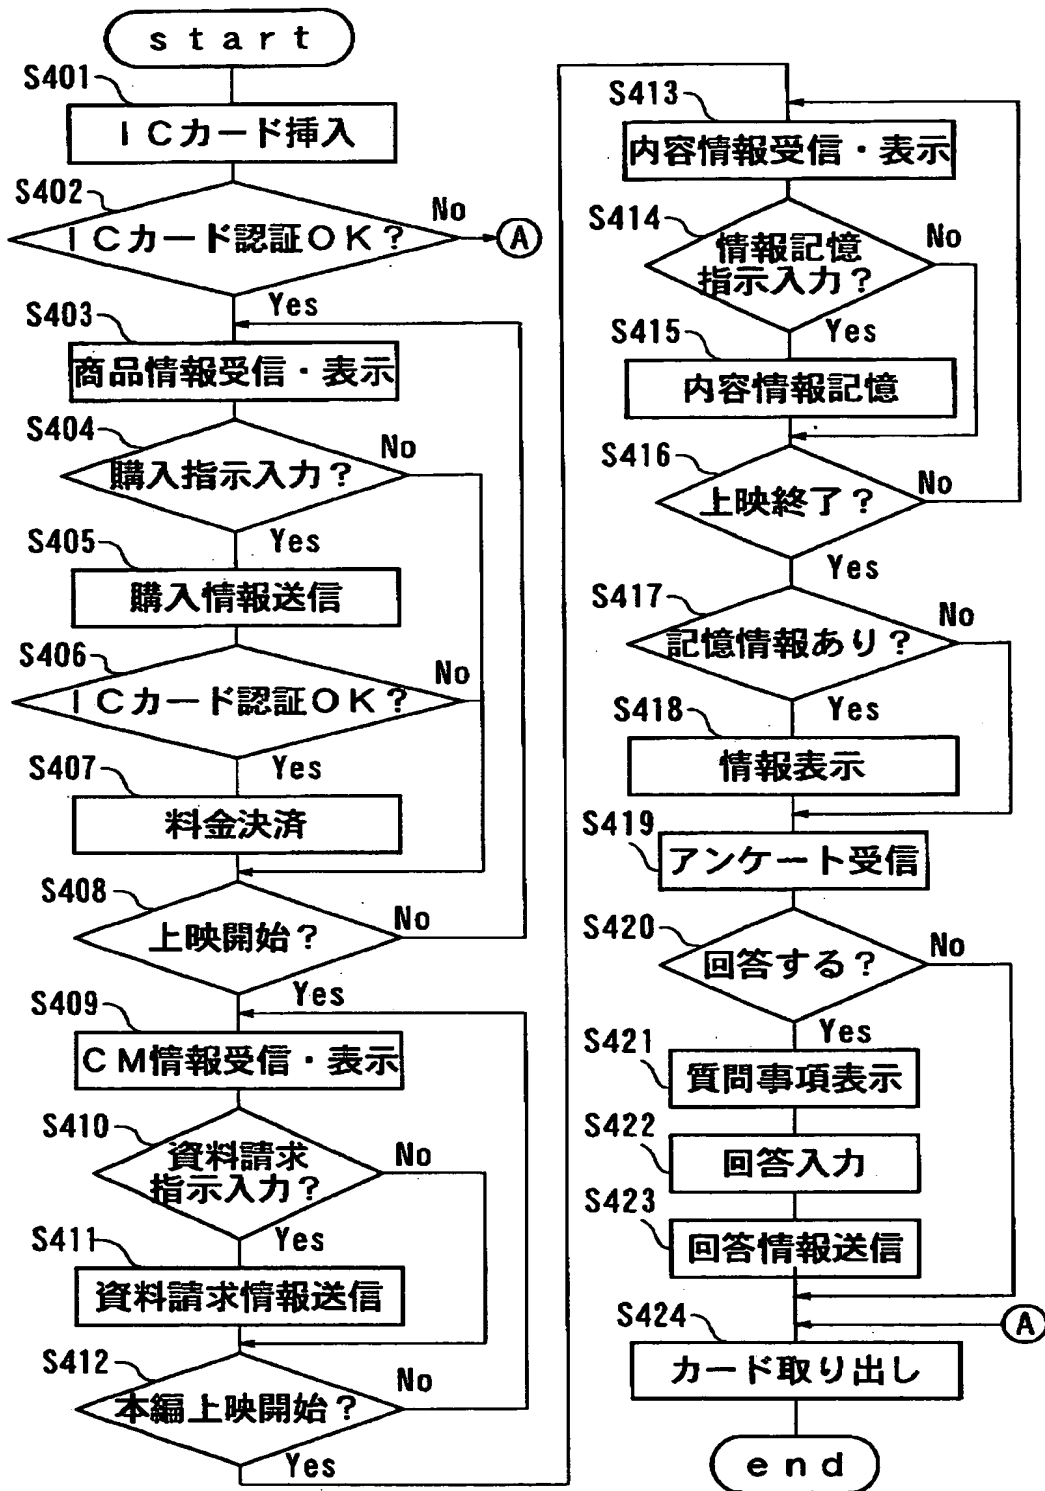 start
S401
ICカード挿入
S402
ICカード認証OK？
No
A
Yes
S403
商品情報受信・表示
S404
購入指示入力？
No
Yes
S405
購入情報送信
S406
ICカード認証OK？
No
Yes
S407
料金決済
S408
上映開始？
No
Yes
S409
CM情報受信・表示
S410
資料請求
指示入力？
No
Yes
S411
資料請求情報送信
S412
本編上映開始？
No
Yes
S413
内容情報受信・表示
S414
情報記憶
指示入力？
No
Yes
S415
内容情報記憶
S416
上映終了？
No
Yes
S417
記憶情報あり？
No
Yes
S418
情報表示
S419
アンケート受信
S420
回答する？
No
Yes
S421
質問事項表示
S422
回答入力
S423
回答情報送信
A
S424
カード取り出し
end